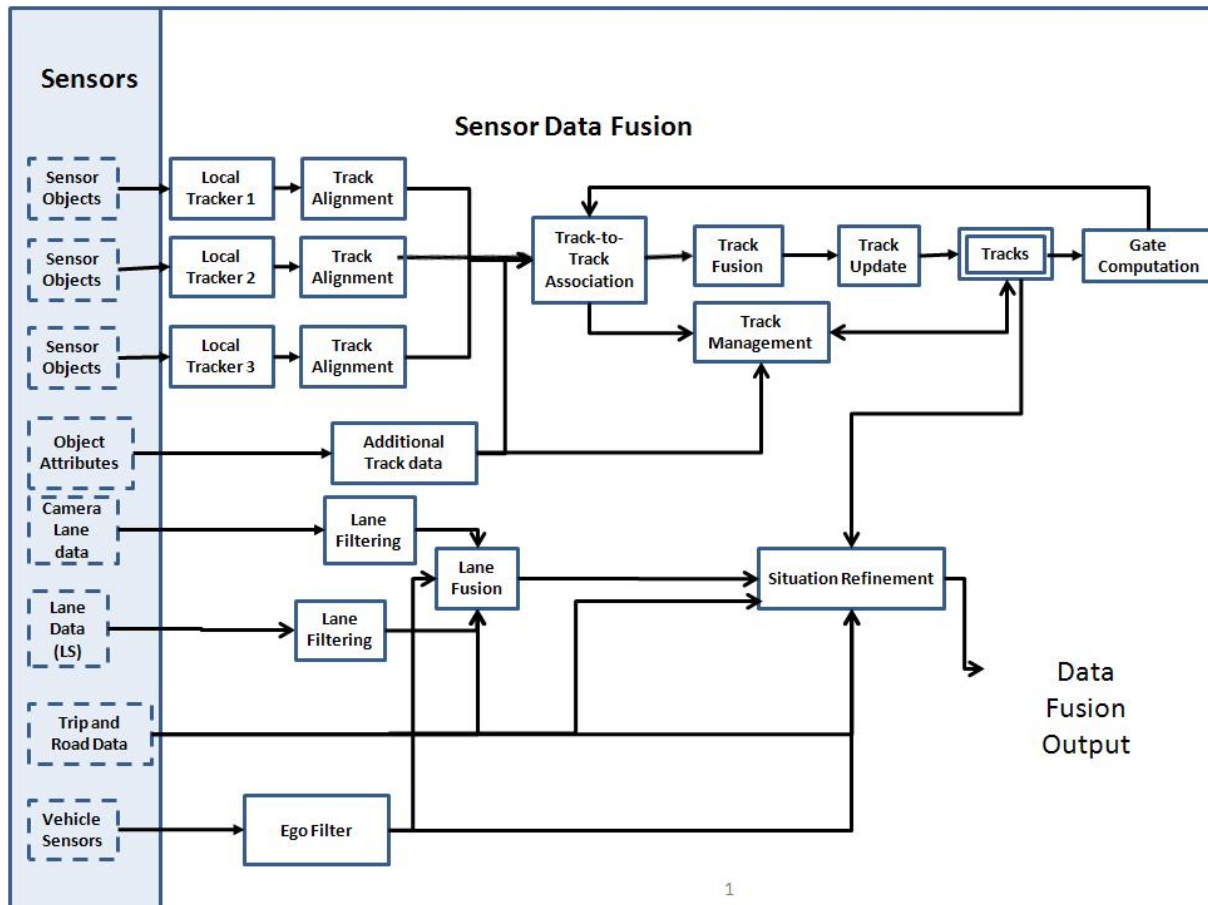 Sensors
Sensor Data Fusion
Sensor
Objects
Local
Tracker 1
Track
Alignment
Sensor
Objects
Local
Tracker 2
Track
Alignment
Track-to-
Track
Association
Track
Fusion
Track
Update
Tracks
Gate
Computation
Sensor
Objects
Local
Tracker 3
Track
Alignment
Track
Management
Object
Attributes
Additional
Track data
Camera
Lane
data
Lane
Filtering
Lane
Fusion
Situation Refinement
Lane
Data
(LS)
Lane
Filtering
Trip and
Road Data
Data
Fusion
Output
Vehicle
Sensors
Ego Filter
1